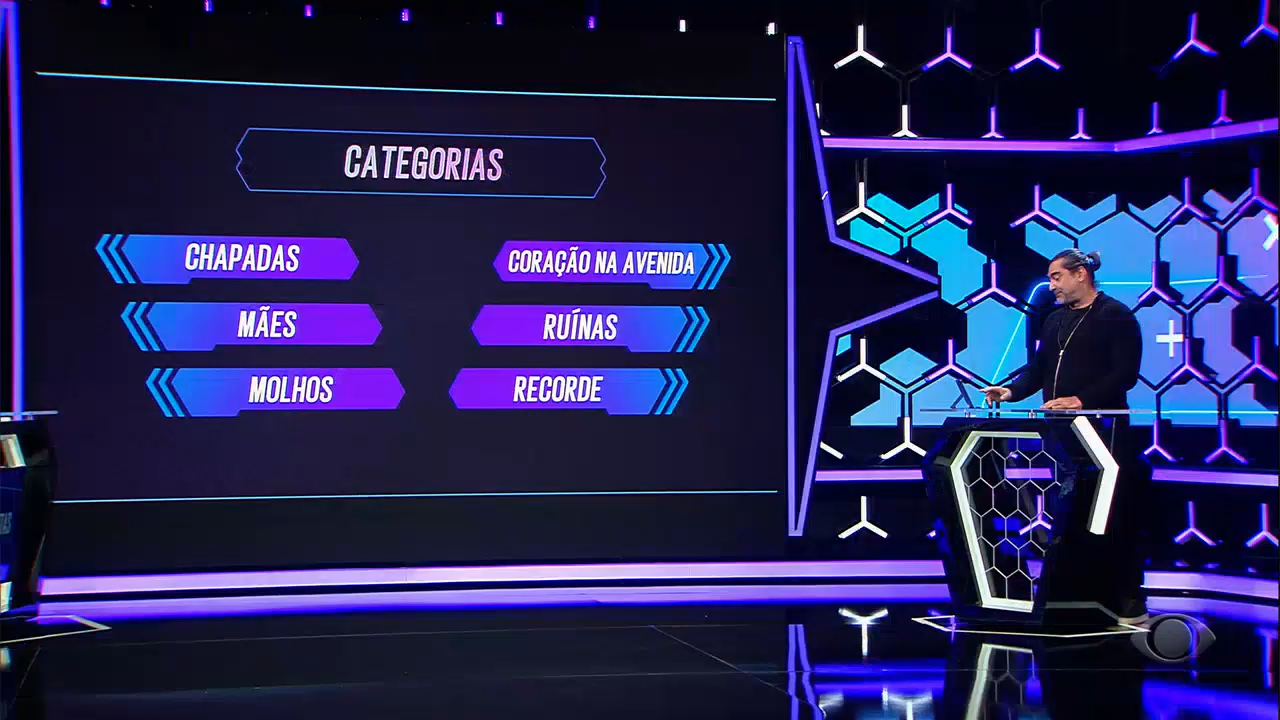 CATEGORIAS
CHAPADAS
CORAÇÃO NA AVENIDA
MÃES
RUÍNAS
MOLHOS
RECORDE